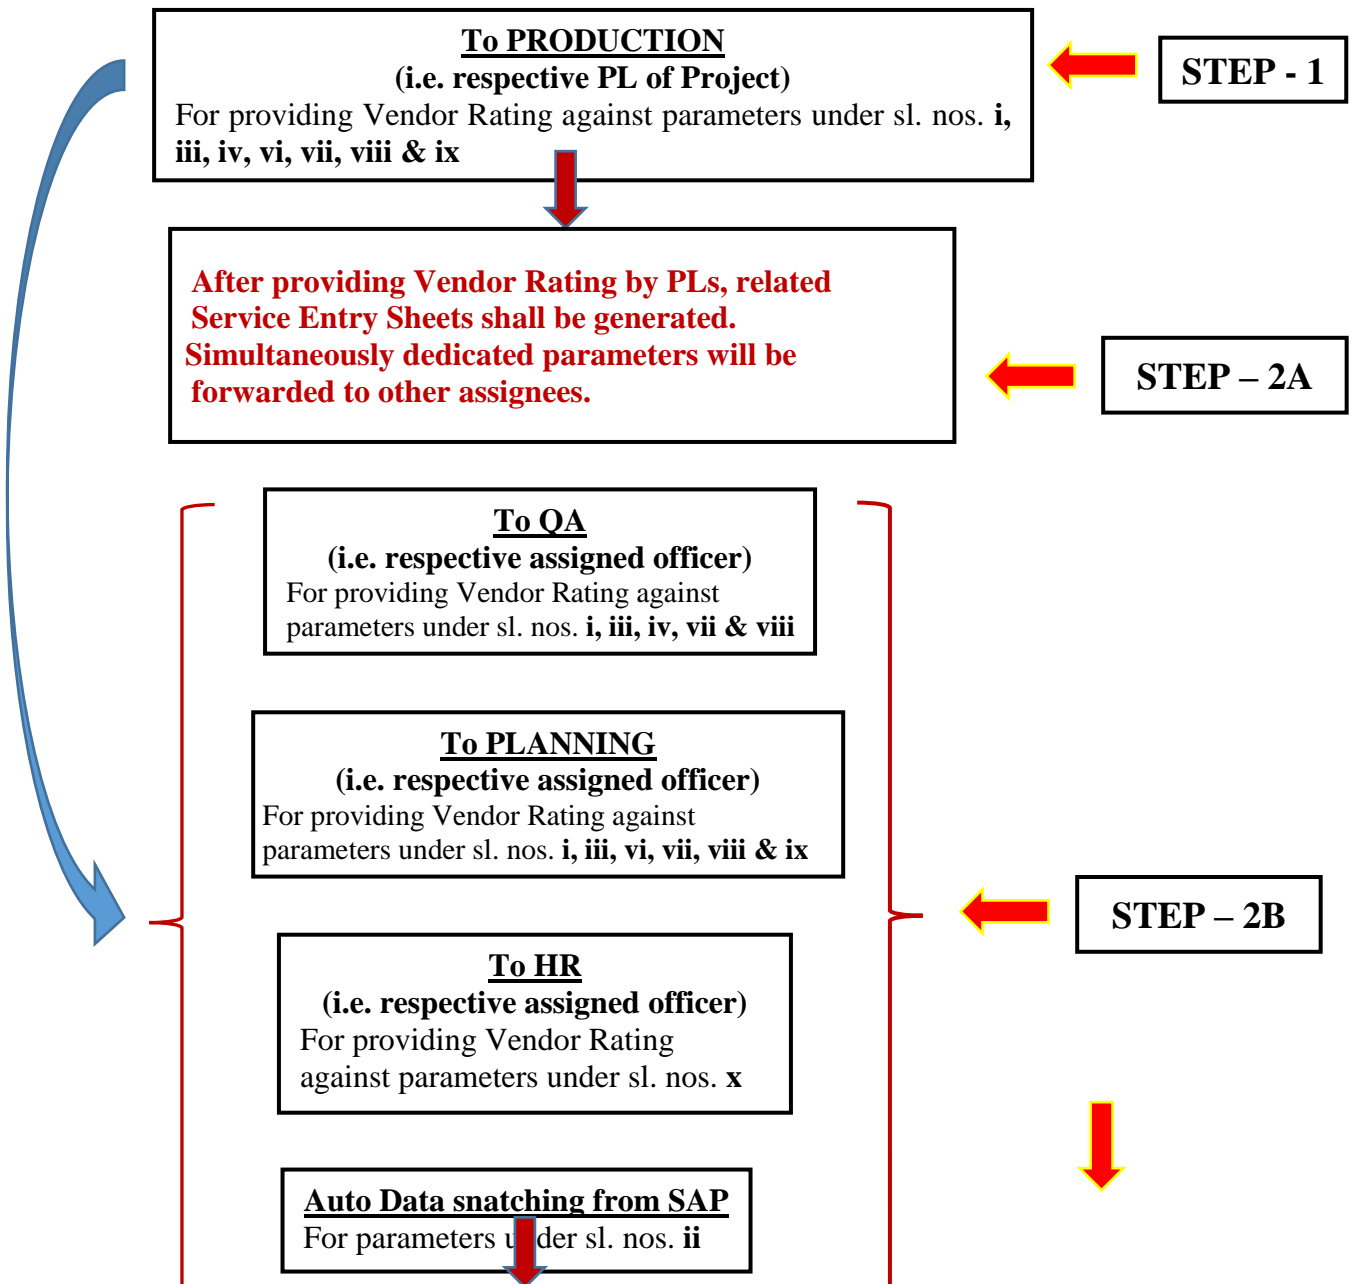 To PRODUCTION
(i.e. respective PL of Project)
STEP - 1
For providing Vendor Rating against parameters under sl. nos. i,
iii, iv, vi, vii, viii & ix
After providing Vendor Rating by PLs, related
Service Entry Sheets shall be generated.
Simultaneously dedicated parameters will be
forwarded to other assignees.
STEP – 2A
To QA
(i.e. respective assigned officer)
For providing Vendor Rating against
parameters under sl. nos. i, iii, iv, vii & viii
To PLANNING
(i.e. respective assigned officer)
For providing Vendor Rating against
parameters under sl. nos. i, iii, vi, vii, viii & ix
STEP – 2B
To HR
(i.e. respective assigned officer)
For providing Vendor Rating
against parameters under sl. nos. x
Auto Data snatching from SAP
For parameters under sl. nos. ii